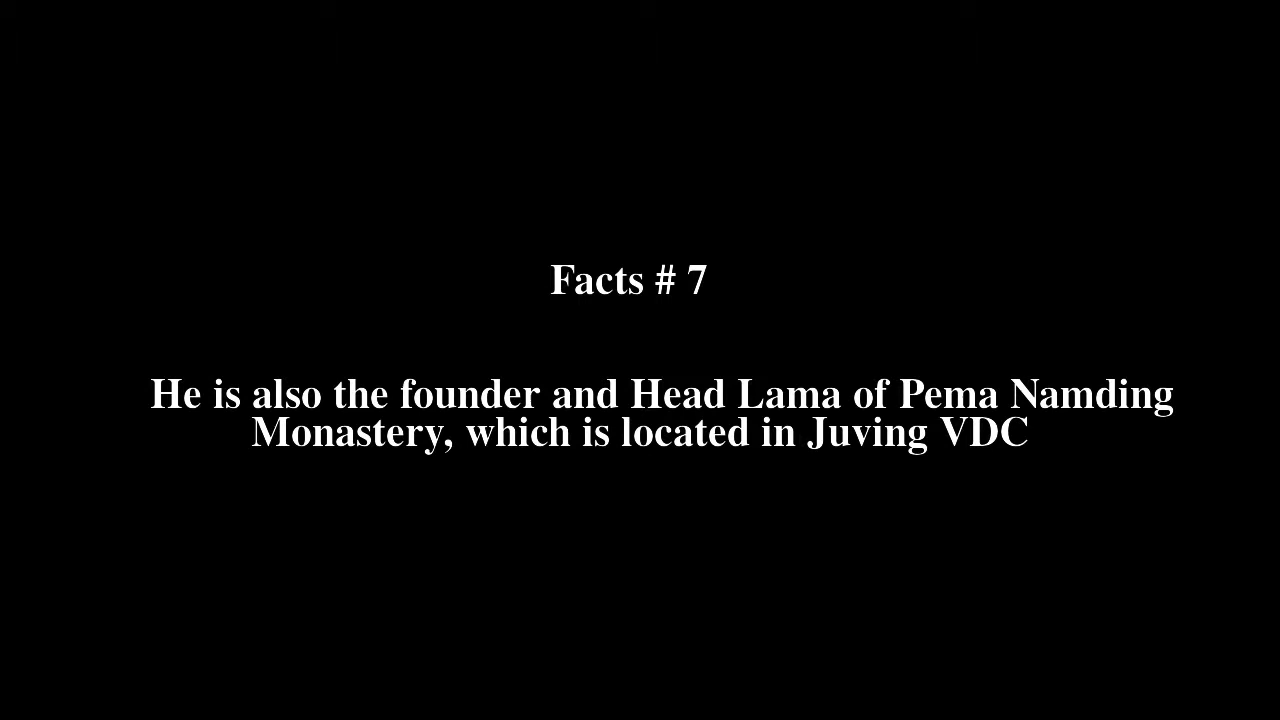 Facts # 7
He is also the founder and Head Lama of Pema Namding
Monastery, which is located in Juving VDC